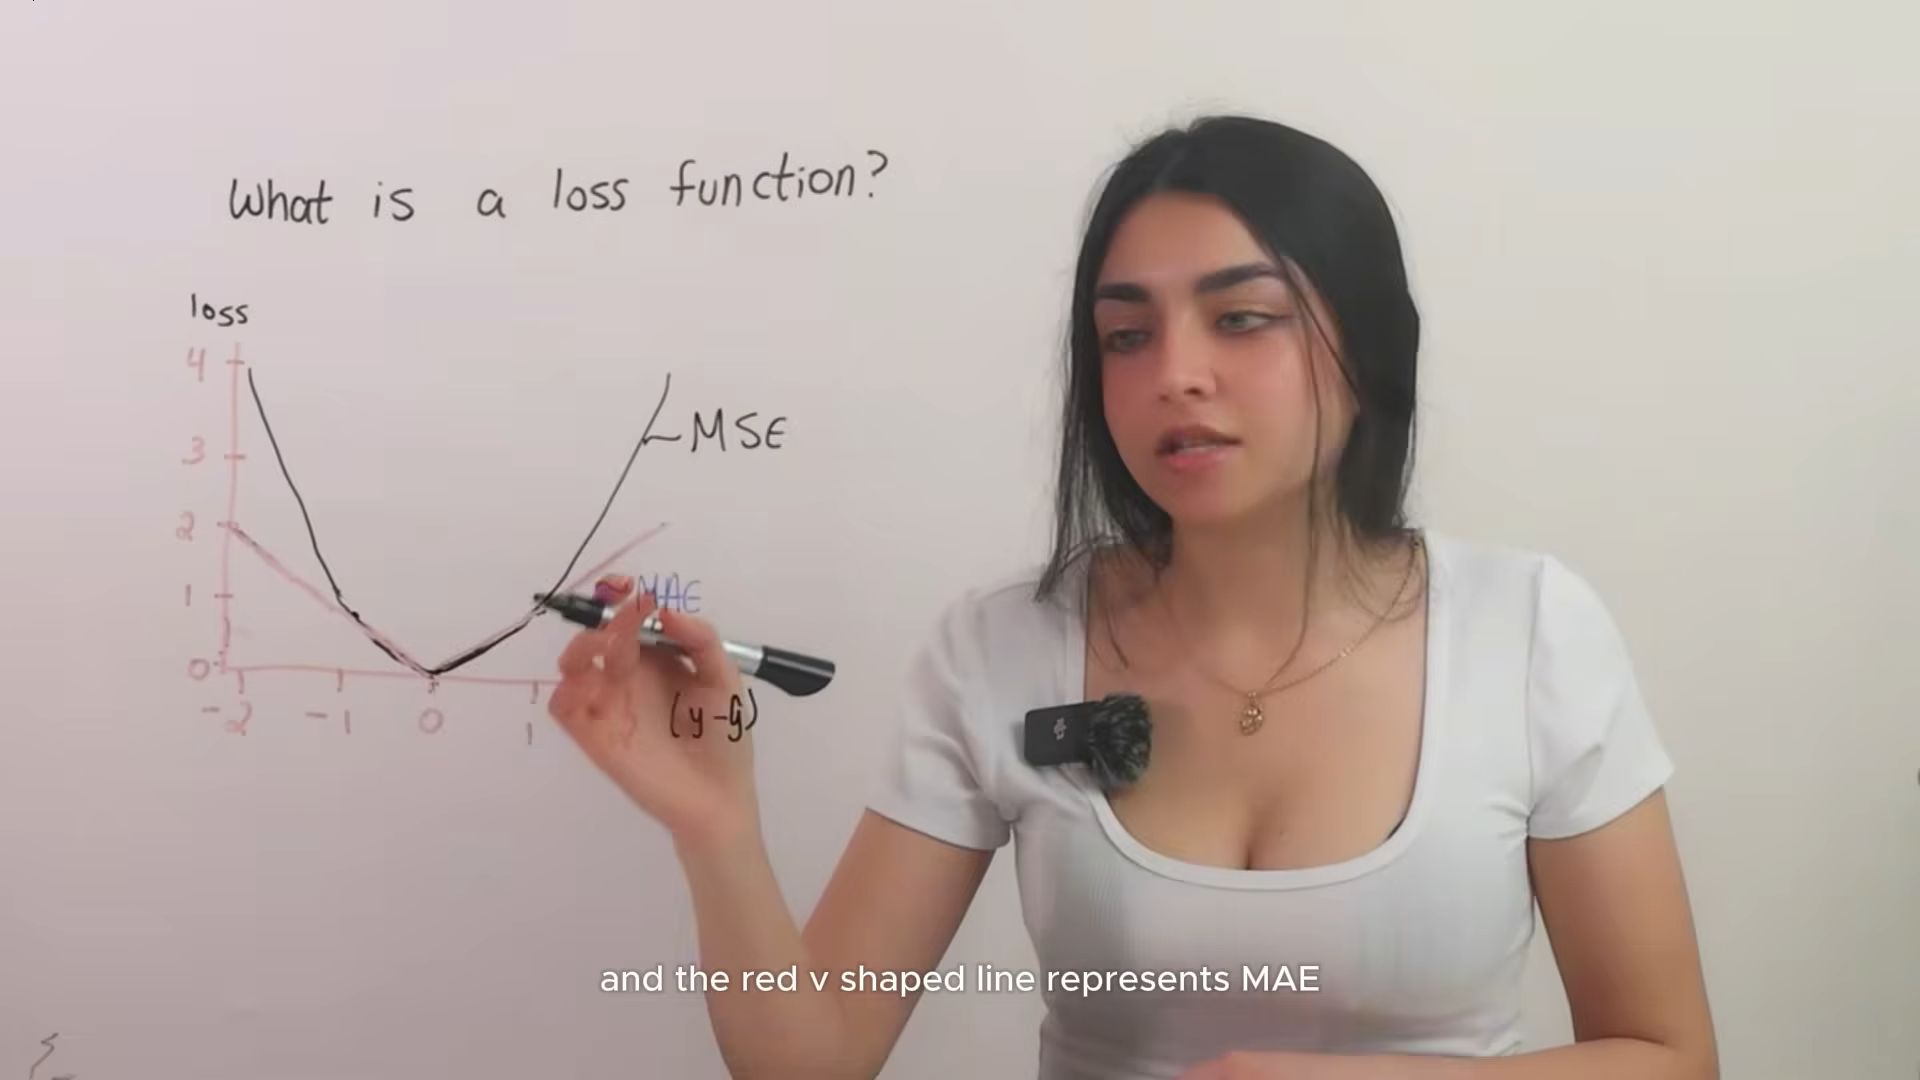 What is a loss function?
loss
4
3
MSE
2
MAE
1
0
-2 -1 0 1
(y-ŷ)
and the red v shaped line represents MAE